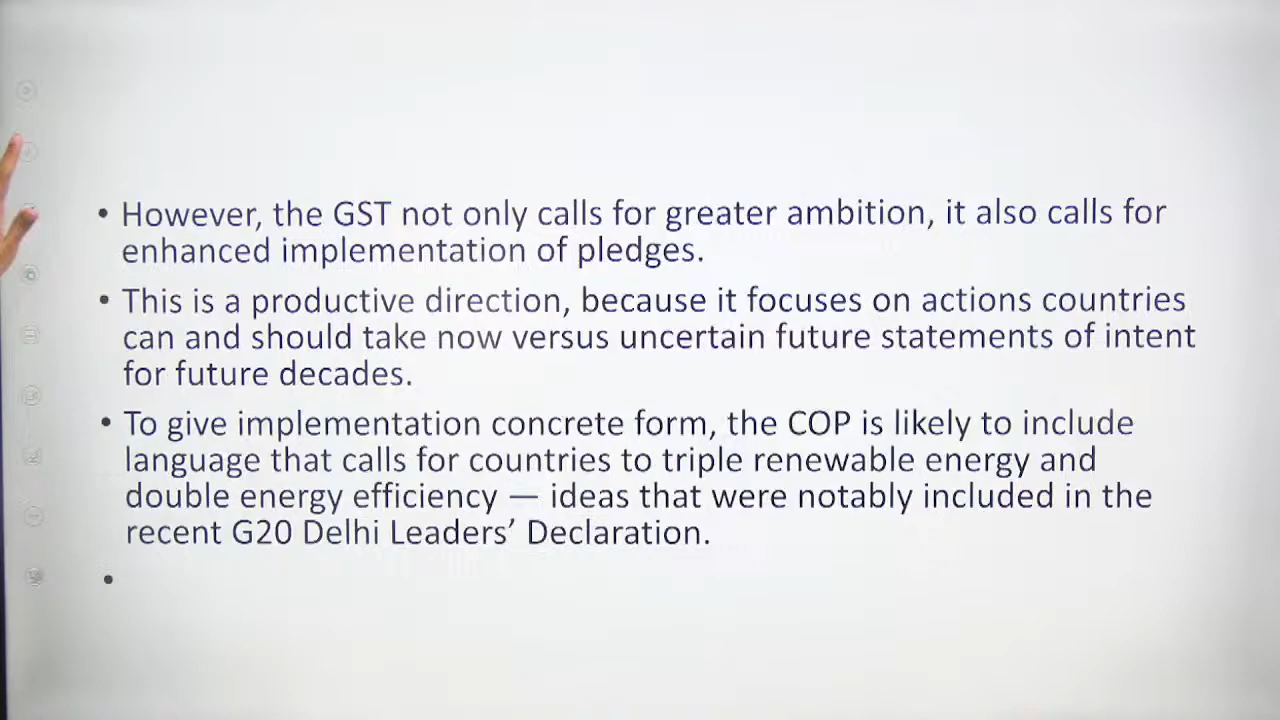 • However, the GST not only calls for greater ambition, it also calls for
enhanced implementation of pledges.
• This is a productive direction, because it focuses on actions countries
can and should take now versus uncertain future statements of intent
for future decades.
• To give implementation concrete form, the COP is likely to include
language that calls for countries to triple renewable energy and
double energy efficiency — ideas that were notably included in the
recent G20 Delhi Leaders’ Declaration.
•